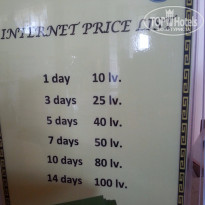 INTERNET PRICE
1 day 10 lv.
3 days 25 lv.
5 days 40 lv.
7 days 50 lv.
10 days 80 lv.
14 days 100 lv.